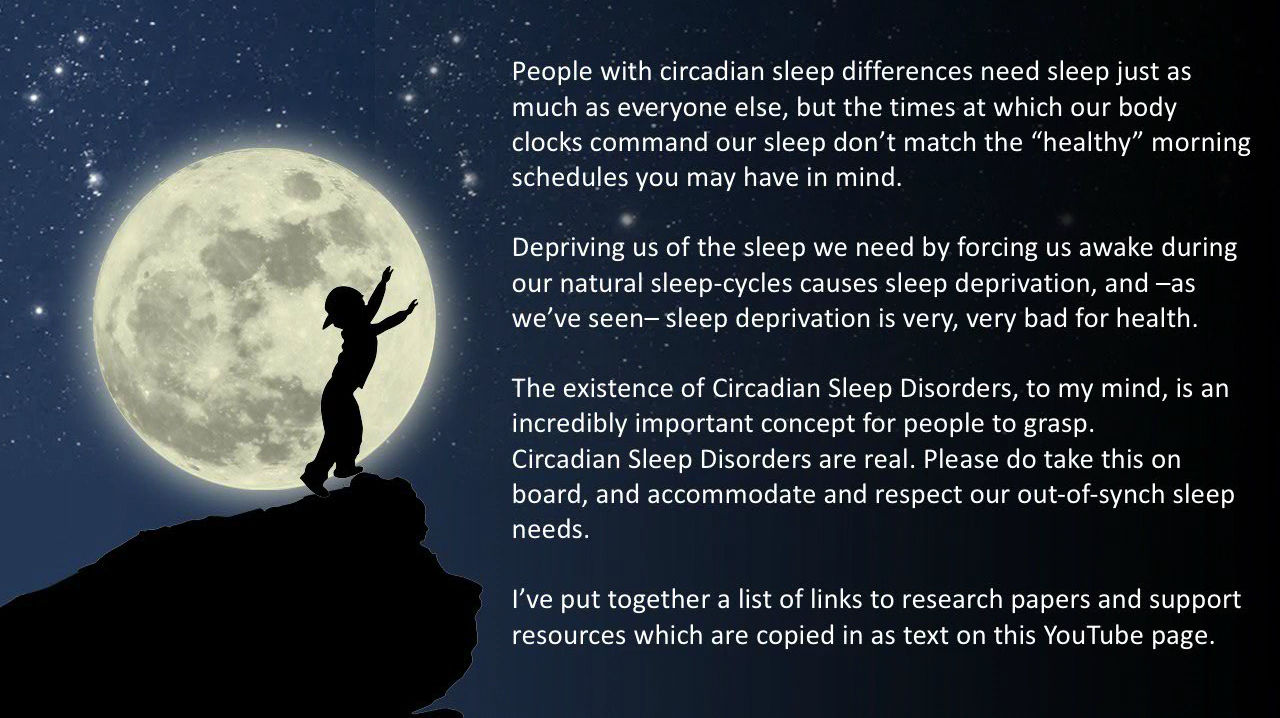 People with circadian sleep differences need sleep just as
much as everyone else, but the times at which our body
clocks command our sleep don’t match the “healthy” morning
schedules you may have in mind.
Depriving us of the sleep we need by forcing us awake during
our natural sleep-cycles causes sleep deprivation, and –as
we’ve seen– sleep deprivation is very, very bad for health.
The existence of Circadian Sleep Disorders, to my mind, is an
incredibly important concept for people to grasp.
Circadian Sleep Disorders are real. Please do take this on
board, and accommodate and respect our out-of-synch sleep
needs.
I’ve put together a list of links to research papers and support
resources which are copied in as text on this YouTube page.